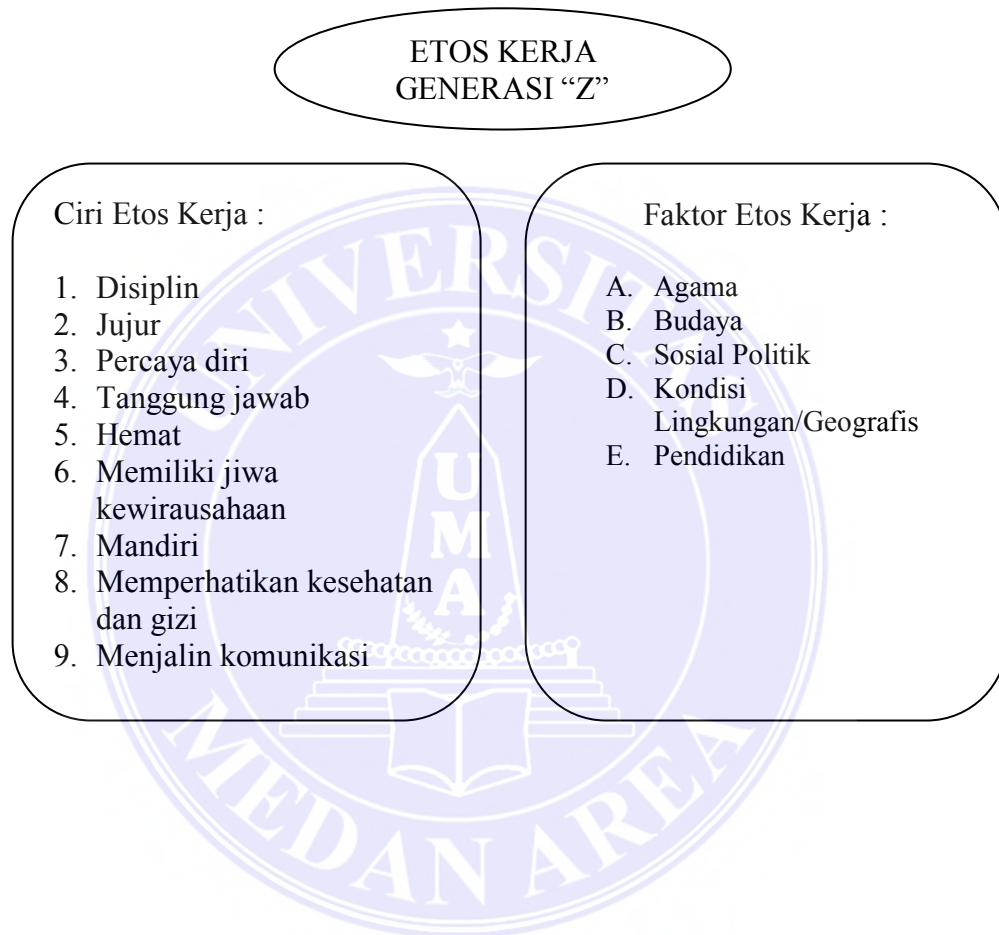 ETOS KERJA
GENERASI “Z”
Ciri Etos Kerja :
1. Disiplin
2. Jujur
3. Percaya diri
4. Tanggung jawab
5. Hemat
6. Memiliki jiwa
kewirausahaan
7. Mandiri
8. Memperhatikan kesehatan
dan gizi
9. Menjalin komunikasi
Faktor Etos Kerja :
A. Agama
B. Budaya
C. Sosial Politik
D. Kondisi
Lingkungan/Geografis
E. Pendidikan
UNIVERSITAS
UMA
MEDAN AREA